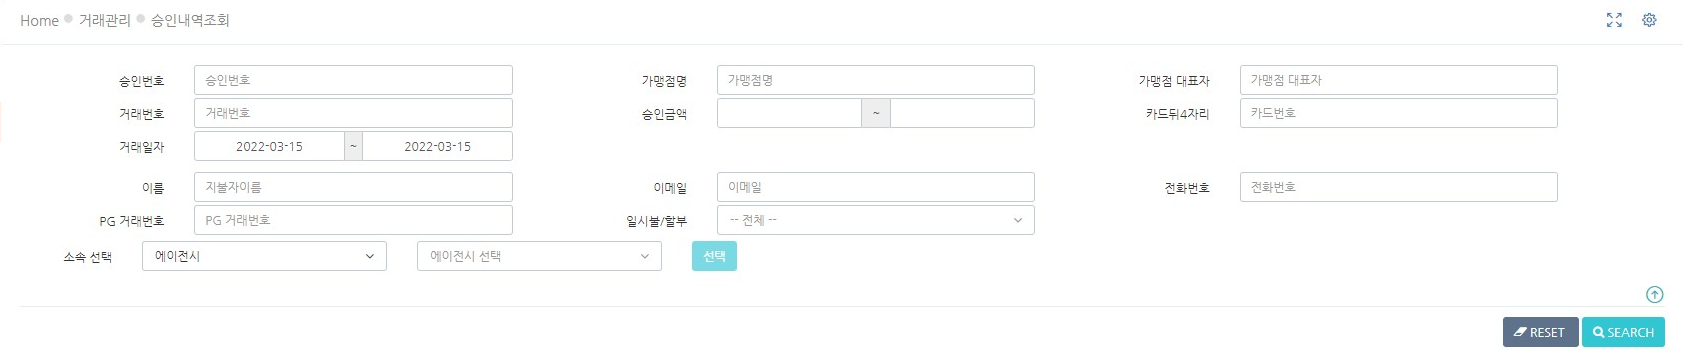 Home 거래관리 승인내역조회
승인번호 승인번호 가맹점명 가맹점명 가맹점 대표자 가맹점 대표자
거래번호 거래번호 승인금액 ~ 카드뒤4자리 카드번호
거래일자 2022-03-15 ~ 2022-03-15
이름 지불자이름 이메일 이메일 전화번호 전화번호
PG 거래번호 PG 거래번호 일시불/할부 -- 전체 --
소속 선택 에이전시 에이전시 선택 선택
RESET SEARCH